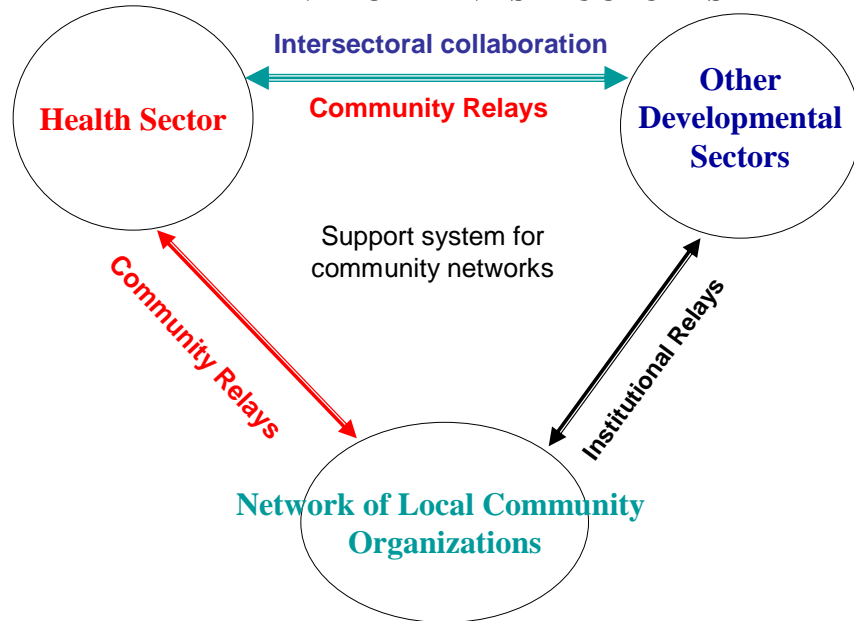 Intersectoral collaboration
Health Sector
Community Relays
Other
Developmental
Sectors
Support system for
community networks
Community Relays
Institutional Relays
Network of Local Community
Organizations